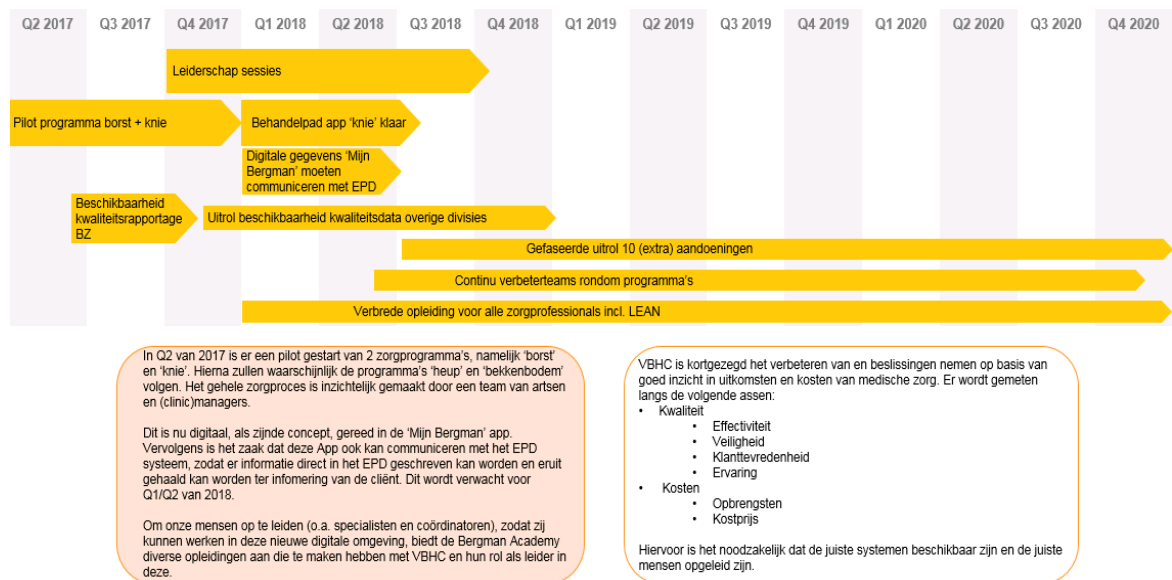 Q2 2017 Q3 2017 Q4 2017 Q1 2018 Q2 2018 Q3 2018 Q4 2018 Q1 2019 Q2 2019 Q3 2019 Q4 2019 Q1 2020 Q2 2020 Q3 2020 Q4 2020
Leiderschap sessies
Pilot programma borst + knie
Behandelpad app ‘knie’ klaar
Digitale gegevens ‘Mijn
Bergman’ moeten
communiceren met EPD
Beschikbaarheid
kwaliteitsrapportage
BZ
Uitrol beschikbaarheid kwaliteitsdata overige divisies
Gefaseerde uitrol 10 (extra) aandoeningen
Continu verbeterteams rondom programma’s
Verbrede opleiding voor alle zorgprofessionals incl. LEAN
In Q2 van 2017 is er een pilot gestart van 2 zorgprogramma’s, namelijk ‘borst’
en ‘knie’. Hierna zullen waarschijnlijk de programma’s ‘heup’ en ‘bekkenbodem’
volgen. Het gehele zorgproces is inzichtelijk gemaakt door een team van artsen
en (clinic)managers.
Dit is nu digitaal, als zijnde concept, gereed in de ‘Mijn Bergman’ app.
Vervolgens is het zaak dat deze App ook kan communiceren met het EPD
systeem, zodat er informatie direct in het EPD geschreven kan worden en eruit
gehaald kan worden ter infomering van de cliënt. Dit wordt verwacht voor
Q1/Q2 van 2018.
Om onze mensen op te leiden (o.a. specialisten en coördinatoren), zodat zij
kunnen werken in deze nieuwe digitale omgeving, biedt de Bergman Academy
diverse opleidingen aan die te maken hebben met VBHC en hun rol als leider in
deze.
VBHC is kortgezegd het verbeteren van en beslissingen nemen op basis van
goed inzicht in uitkomsten en kosten van medische zorg. Er wordt gemeten
langs de volgende assen:
• Kwaliteit
• Effectiviteit
• Veiligheid
• Klanttevredenheid
• Ervaring
• Kosten
• Opbrengsten
• Kostprijs
Hiervoor is het noodzakelijk dat de juiste systemen beschikbaar zijn en de juiste
mensen opgeleid zijn.